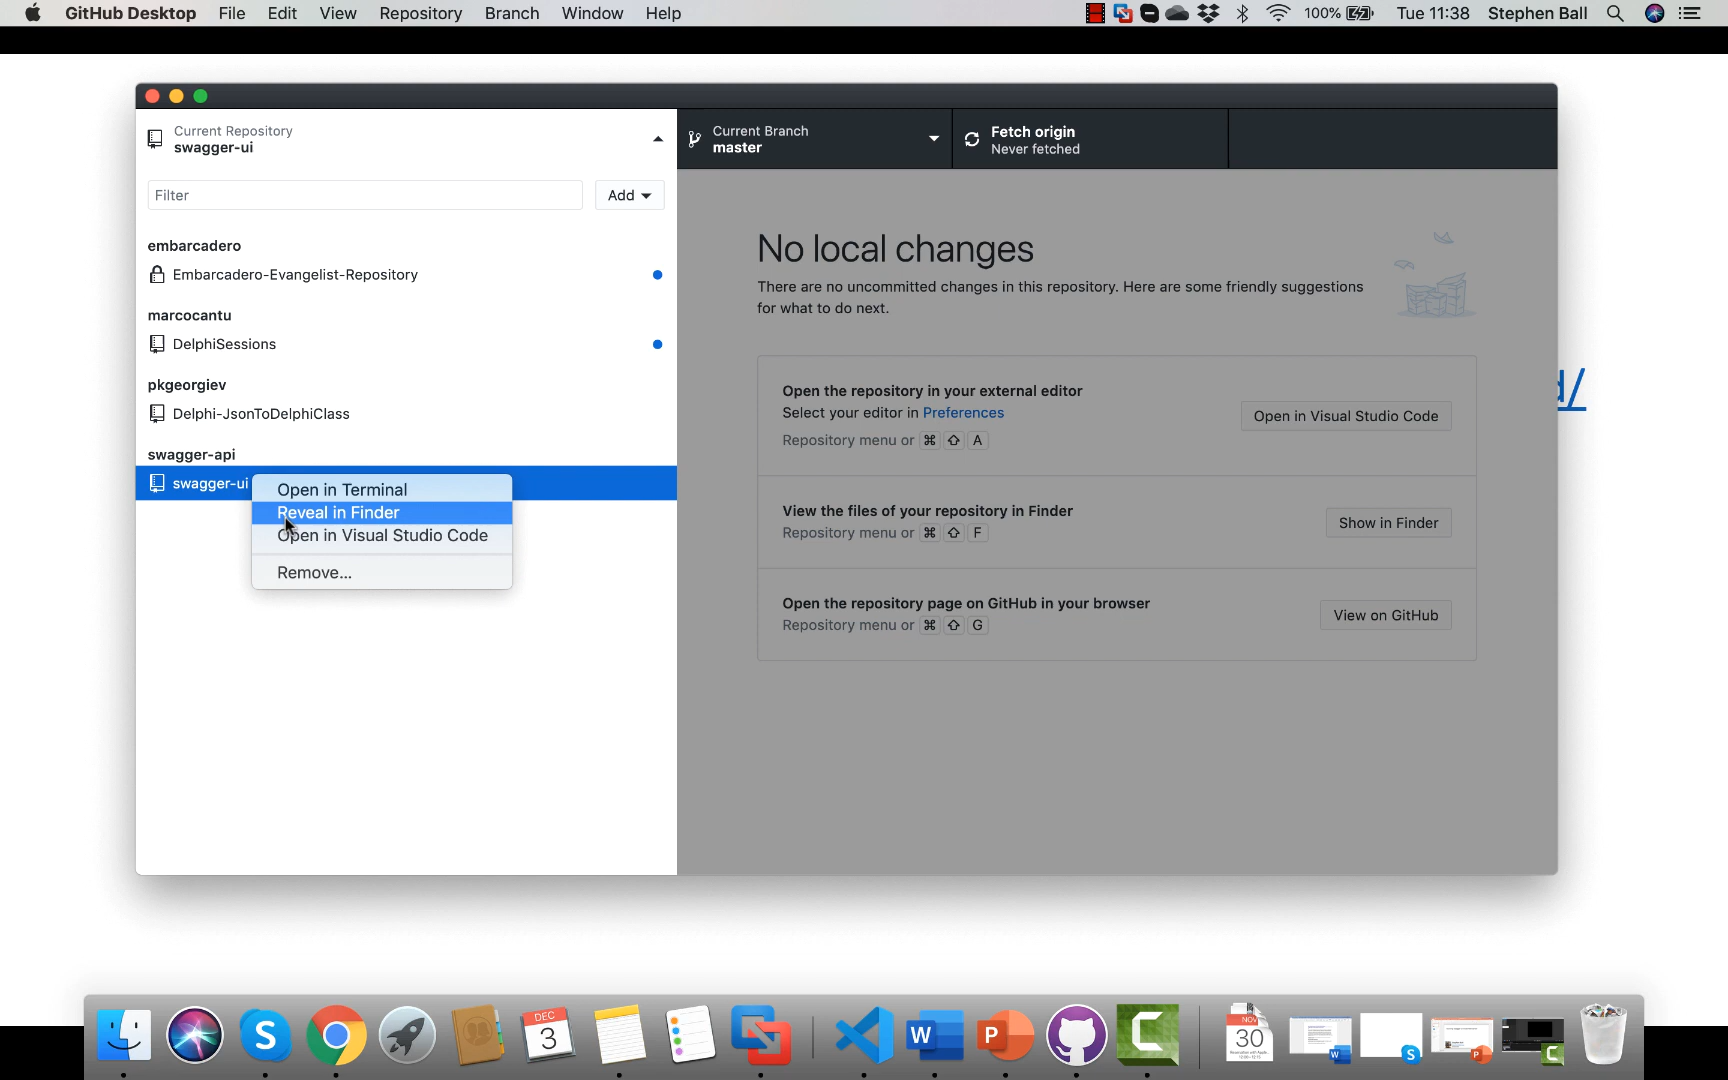 GitHub Desktop File Edit View Repository Branch Window Help 100% Tue 11:38 Stephen Ball
Current Repository
swagger-ui
Current Branch
master
Fetch origin
Never fetched
Filter
Add
embarcadero
Embarcadero-Evangelist-Repository
marcocantu
DelphiSessions
pkgeorgiev
Delphi-JsonToDelphiClass
swagger-api
swagger-ui
Open in Terminal
Reveal in Finder
Open in Visual Studio Code
Remove...
No local changes
There are no uncommitted changes in this repository. Here are some friendly suggestions
for what to do next.
Open the repository in your external editor
Select your editor in Preferences
Repository menu or ⌘ ⇧ A
Open in Visual Studio Code
View the files of your repository in Finder
Repository menu or ⌘ ⇧ F
Show in Finder
Open the repository page on GitHub in your browser
Repository menu or ⌘ ⇧ G
View on GitHub
d/
DEC
3
NOV
30